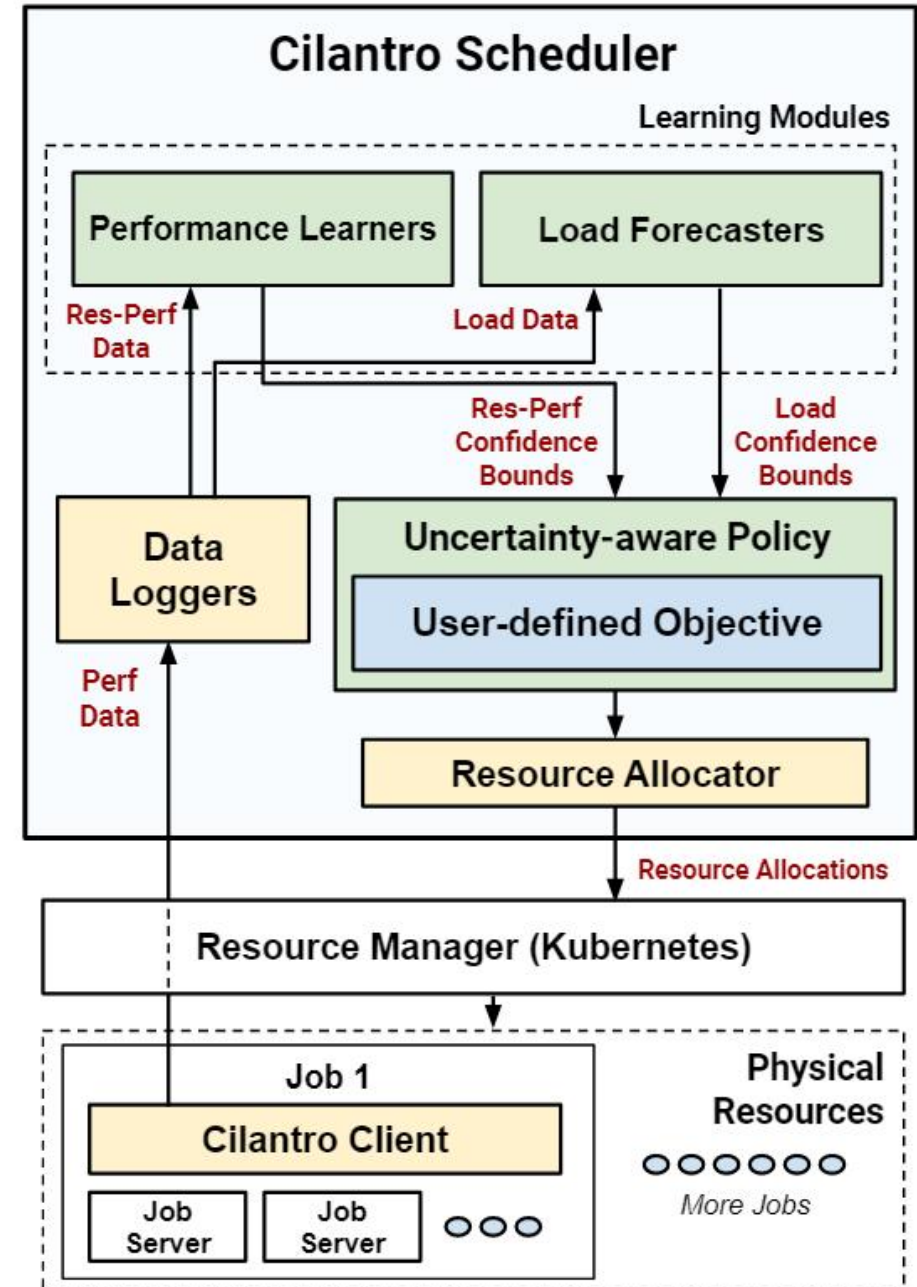 Cilantro Scheduler
Learning Modules
Performance Learners
Load Forecasters
Res-Perf
Data
Load Data
Res-Perf
Confidence
Bounds
Load
Confidence
Bounds
Data
Loggers
Uncertainty-aware Policy
User-defined Objective
Perf
Data
Resource Allocator
Resource Allocations
Resource Manager (Kubernetes)
Job 1
Cilantro Client
Job
Server
Job
Server
Physical
Resources
More Jobs